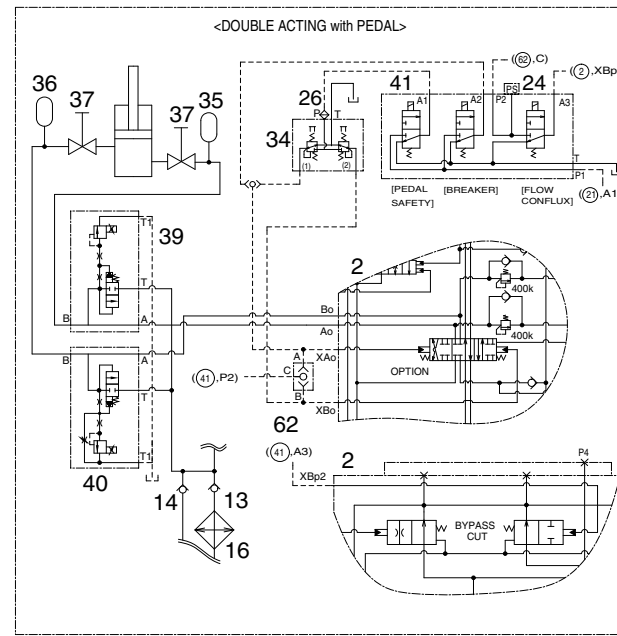 <DOUBLE ACTING with PEDAL>
(62,C)
(2,XBp
36
37
37
35
26
41
24
A1
A2
P2
PS
A3
P
T
34
(1)
(2)
T
P1
[PEDAL SAFETY]
[BREAKER]
[FLOW CONFLUX]
(21,A1
T1
39
T
B
A
2
400k
Bo
Ao
400k
B
A
XAo
A
C
B
(41,P2)
OPTION
XBo
T
T1
40
62
(41,A3)
2
P4
XBp2
14
13
16
BYPASS
CUT